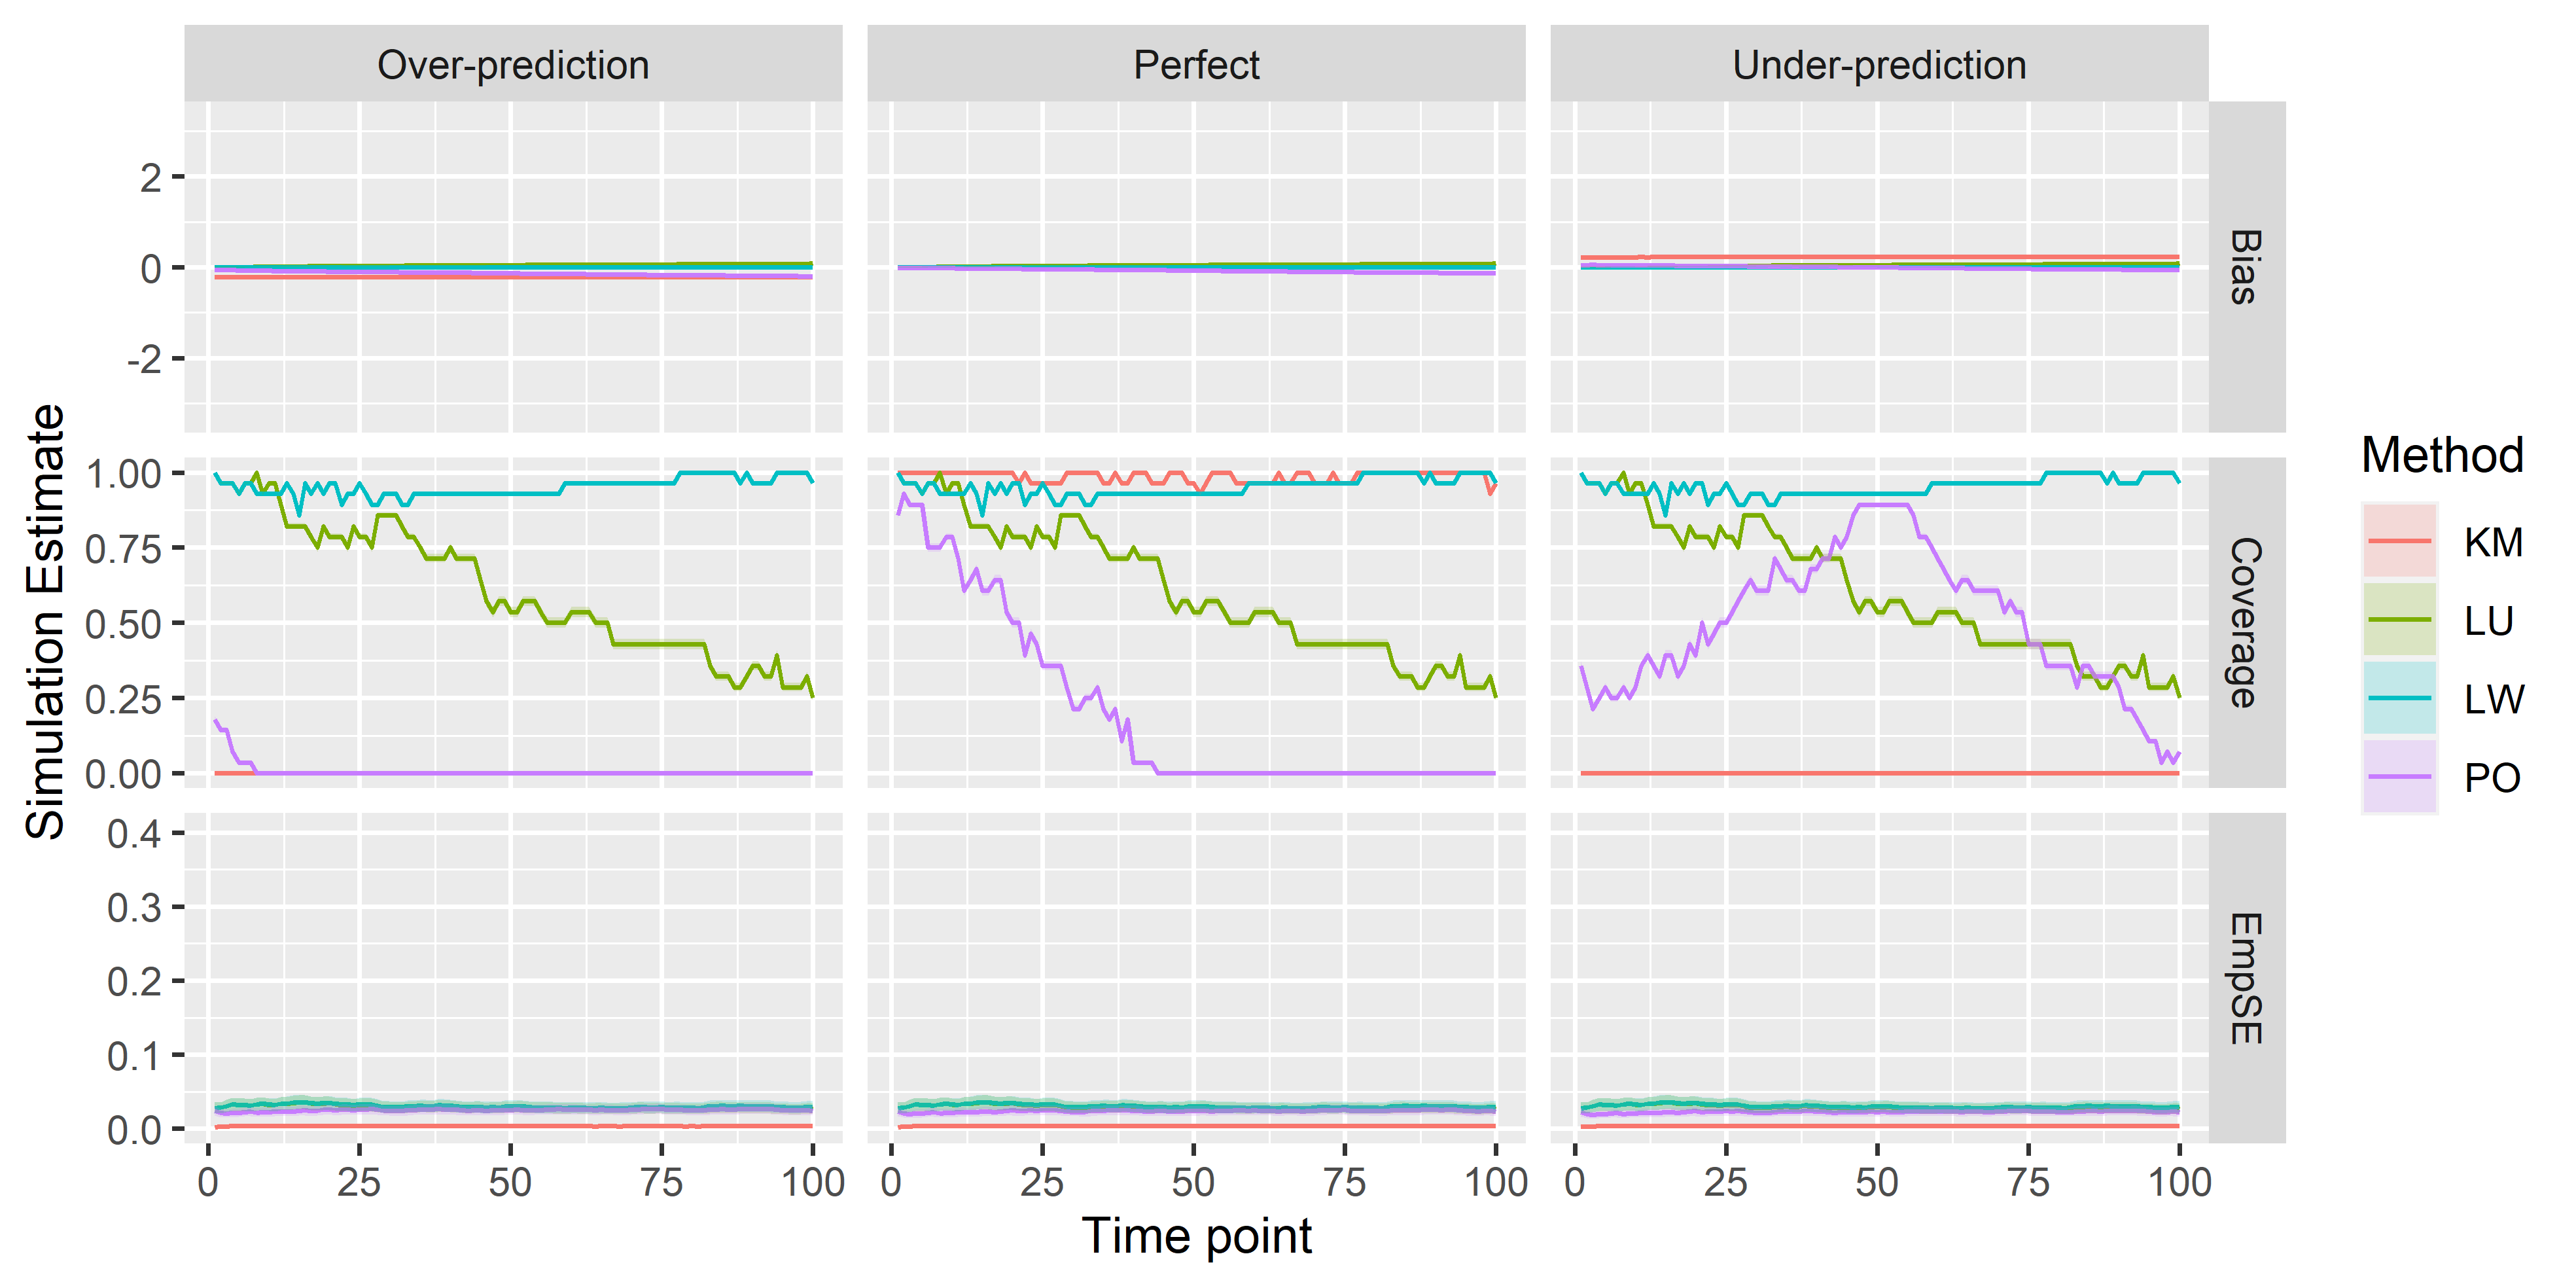 Over-prediction
Perfect
Under-prediction
2
0
-2
Bias
Simulation Estimate
1.00
0.75
0.50
0.25
0.00
Coverage
0.4
0.3
0.2
0.1
0.0
EmpSE
0 25 50 75 100
0 25 50 75 100
0 25 50 75 100
Time point
Method
KM
LU
LW
PO